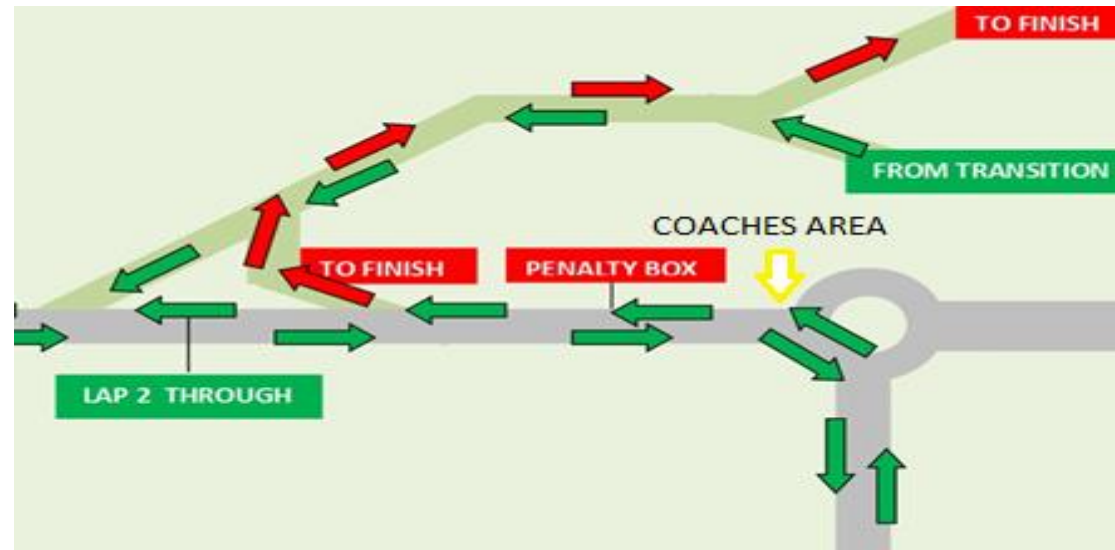 TO FINISH
FROM TRANSITION
COACHES AREA
TO FINISH
PENALTY BOX
LAP 2 THROUGH